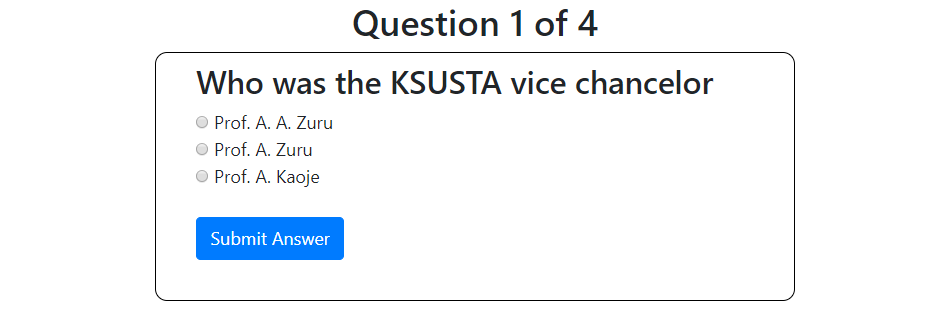 Question 1 of 4
Who was the KSUSTA vice chancelor
Prof. A. A. Zuru
Prof. A. Zuru
Prof. A. Kaoje
Submit Answer